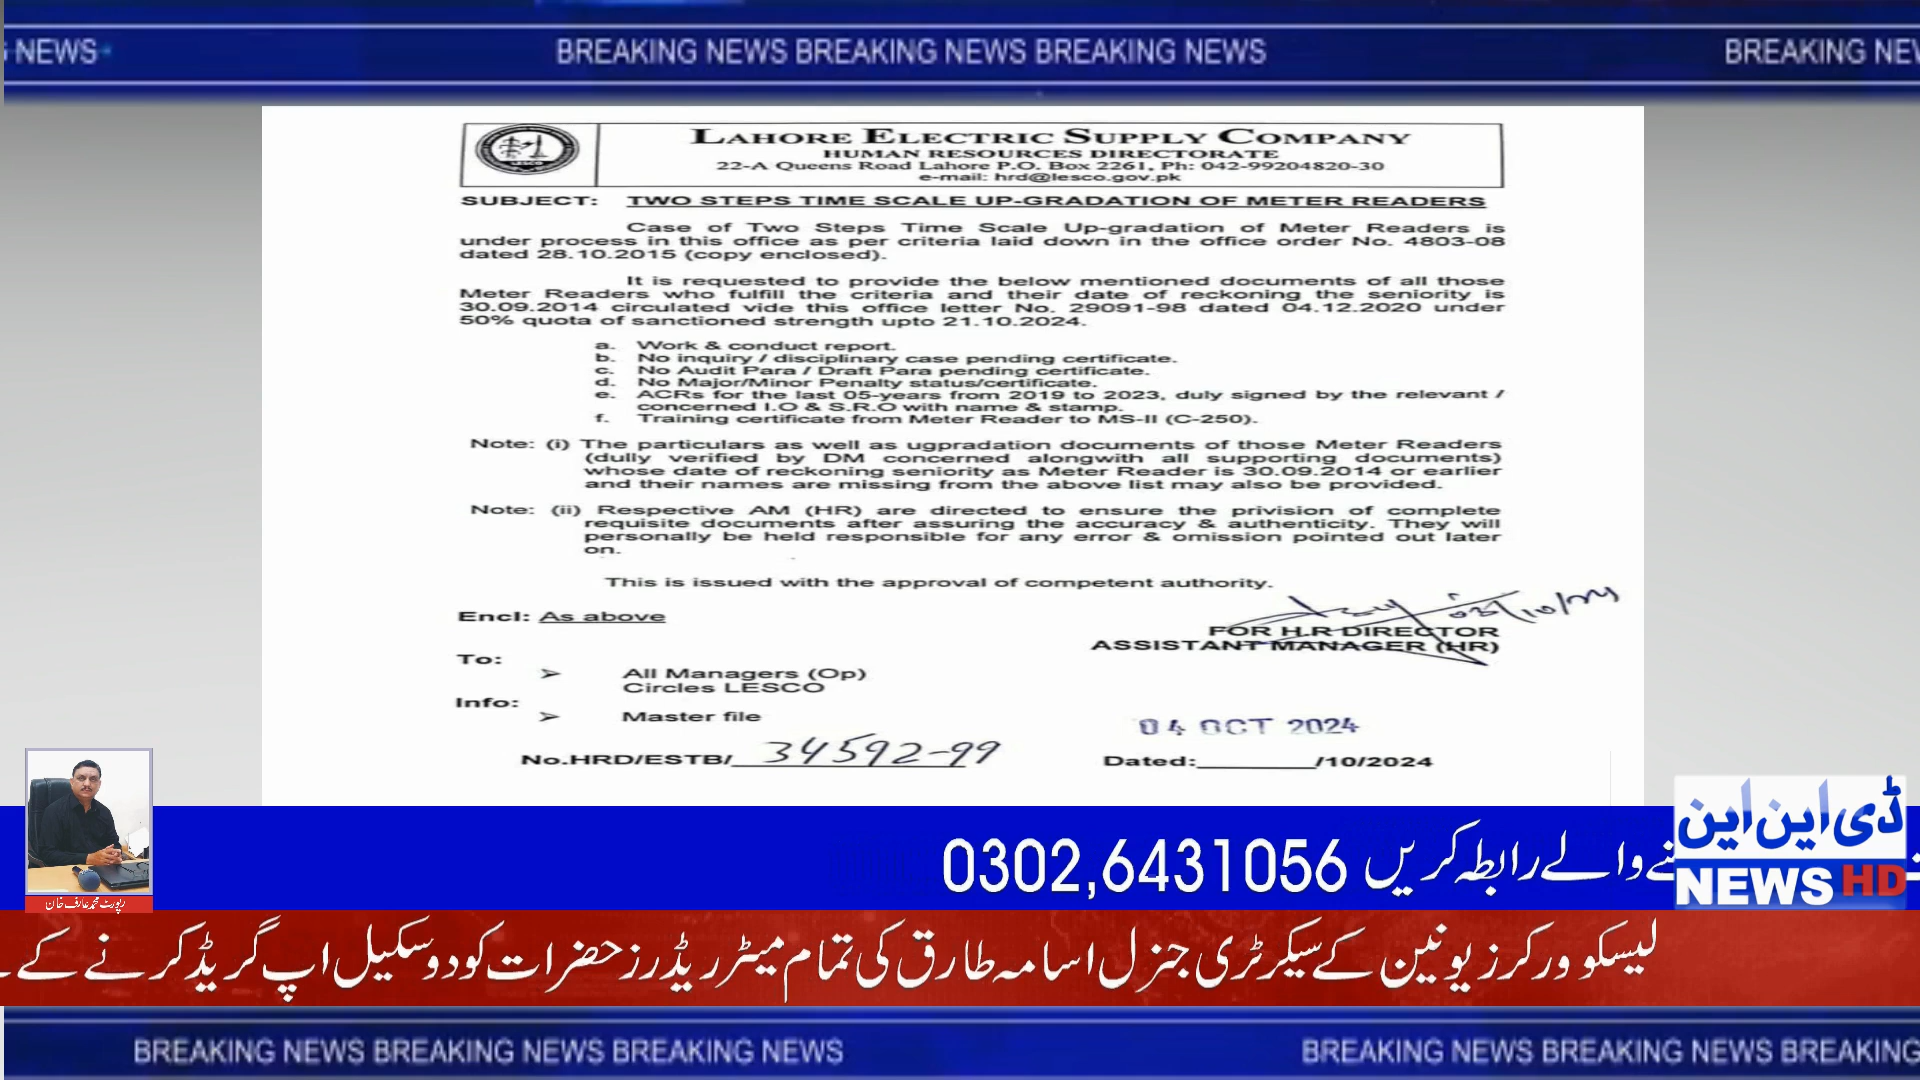 NEWS
BREAKING NEWS BREAKING NEWS BREAKING NEWS
BREAKING
LESCO
LAHORE ELECTRIC SUPPLY COMPANY
HUMAN RESOURCES DIRECTORATE
22-A Queens Road Lahore P.O. Box 2261, Ph: 042-99204820-30
e-mail: hrd@lesco.gov.pk
SUBJECT: TWO STEPS TIME SCALE UP-GRADATION OF METER READERS
Case of Two Steps Time Scale Up-gradation of Meter Readers is
under process in this office as per criteria laid down in the office order No. 4803-08
dated 28.10.2015 (copy enclosed).
It is requested to provide the below mentioned documents of all those
Meter Readers who fulfill the criteria and their date of reckoning the seniority is
30.09.2014 circulated vide this office letter No. 29091-98 dated 04.12.2020 under
50% quota of sanctioned strength upto 21.10.2024.
a. Work & conduct report.
b. No inquiry / disciplinary case pending certificate.
c. No Audit Para / Draft Para pending certificate.
d. No Major/Minor Penalty status/certificate.
e. ACRs for the last 05-years from 2019 to 2023, duly signed by the relevant /
concerned I.O & S.R.O with name & stamp.
f. Training certificate from Meter Reader to MS-II (C-250).
Note: (i) The particulars as well as ugpradation documents of those Meter Readers
(dully verified by DM concerned alongwith all supporting documents)
whose date of reckoning seniority as Meter Reader is 30.09.2014 or earlier
and their names are missing from the above list may also be provided.
Note: (ii) Respective AM (HR) are directed to ensure the privision of complete
requisite documents after assuring the accuracy & authenticity. They will
personally be held responsible for any error & omission pointed out later
on.
This is issued with the approval of competent authority.
Encl: As above
FOR H.R DIRECTOR
ASSISTANT MANAGER (HR)
To:
➢ All Managers (Op)
Circles LESCO
Info:
➢ Master file
04 OCT 2024
No.HRD/ESTB/ 34592-99
Dated:________/10/2024
رپورٹ محمد عارف خان
نے والے رابطہ کریں 0302,6431056
ڈی این این
NEWS HD
لیسکو ورکرز یونین کے سیکرٹری جنرل اسامہ طارق کی تمام میٹر ریڈرز حضرات کو دو سکیل اپ گریڈ کرنے کے
BREAKING NEWS BREAKING NEWS BREAKING NEWS
BREAKING NEWS BREAKING NEWS BREAKING